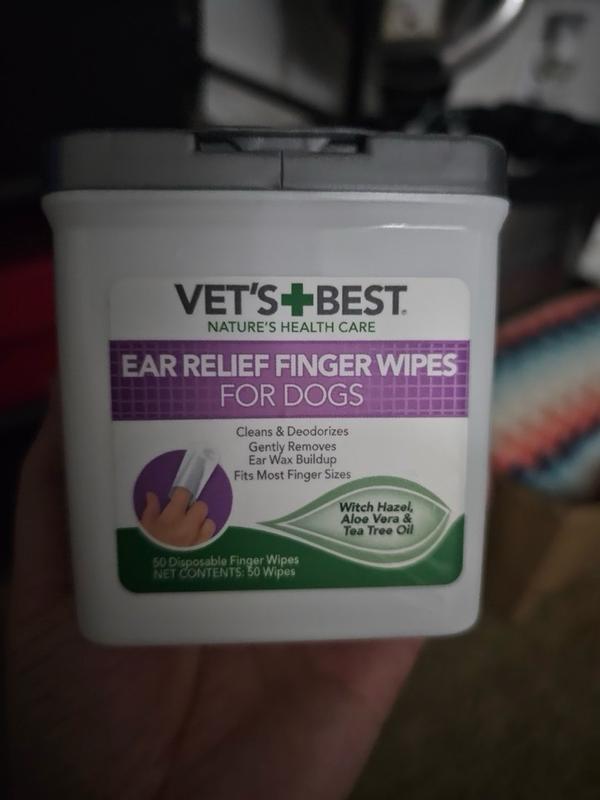 VET'S+BEST®
NATURE'S HEALTH CARE
EAR RELIEF FINGER WIPES
FOR DOGS
Cleans & Deodorizes
Gently Removes
Ear Wax Buildup
Fits Most Finger Sizes
Witch Hazel,
Aloe Vera &
Tea Tree Oil
50 Disposable Finger Wipes
NET CONTENTS: 50 Wipes